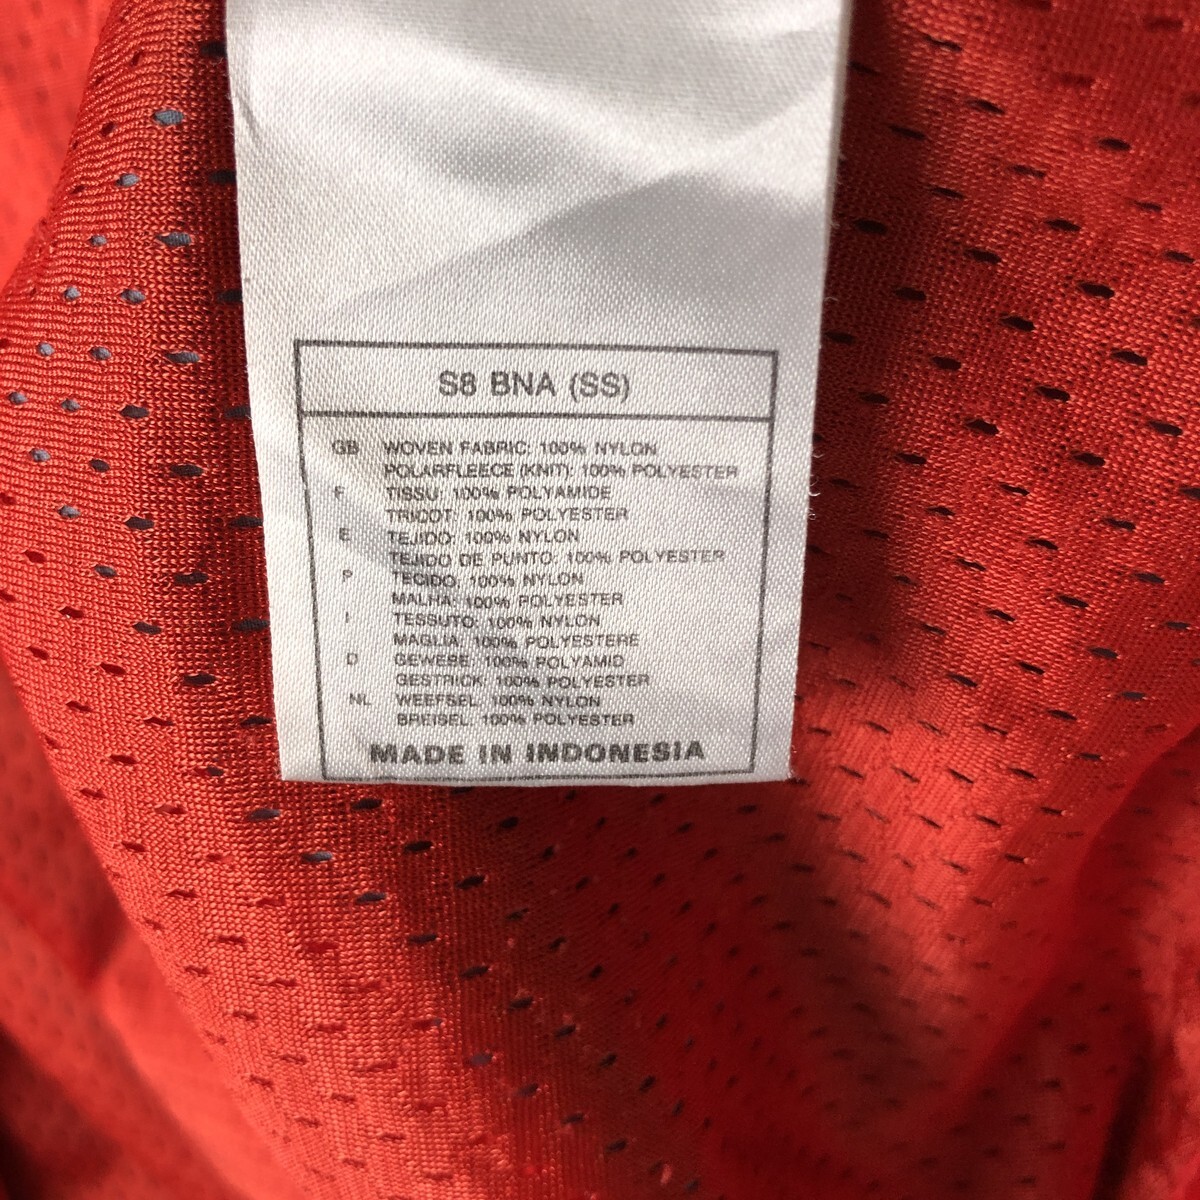 S8 BNA (SS)
GB WOVEN FABRIC: 100% NYLON
POLARFLEECE (KNIT): 100% POLYESTER
F TISSU: 100% POLYAMIDE
TRICOT: 100% POLYESTER
E TEJIDO: 100% NYLON
TEJIDO DE PUNTO: 100% POLYESTER
P TECIDO: 100% NYLON
MALHA: 100% POLYESTER
I TESSUTO: 100% NYLON
MAGLIA: 100% POLYESTERE
D GEWEBE: 100% POLYAMID
GESTRICK: 100% POLYESTER
NL WEEFSEL: 100% NYLON
BREISEL: 100% POLYESTER
MADE IN INDONESIA